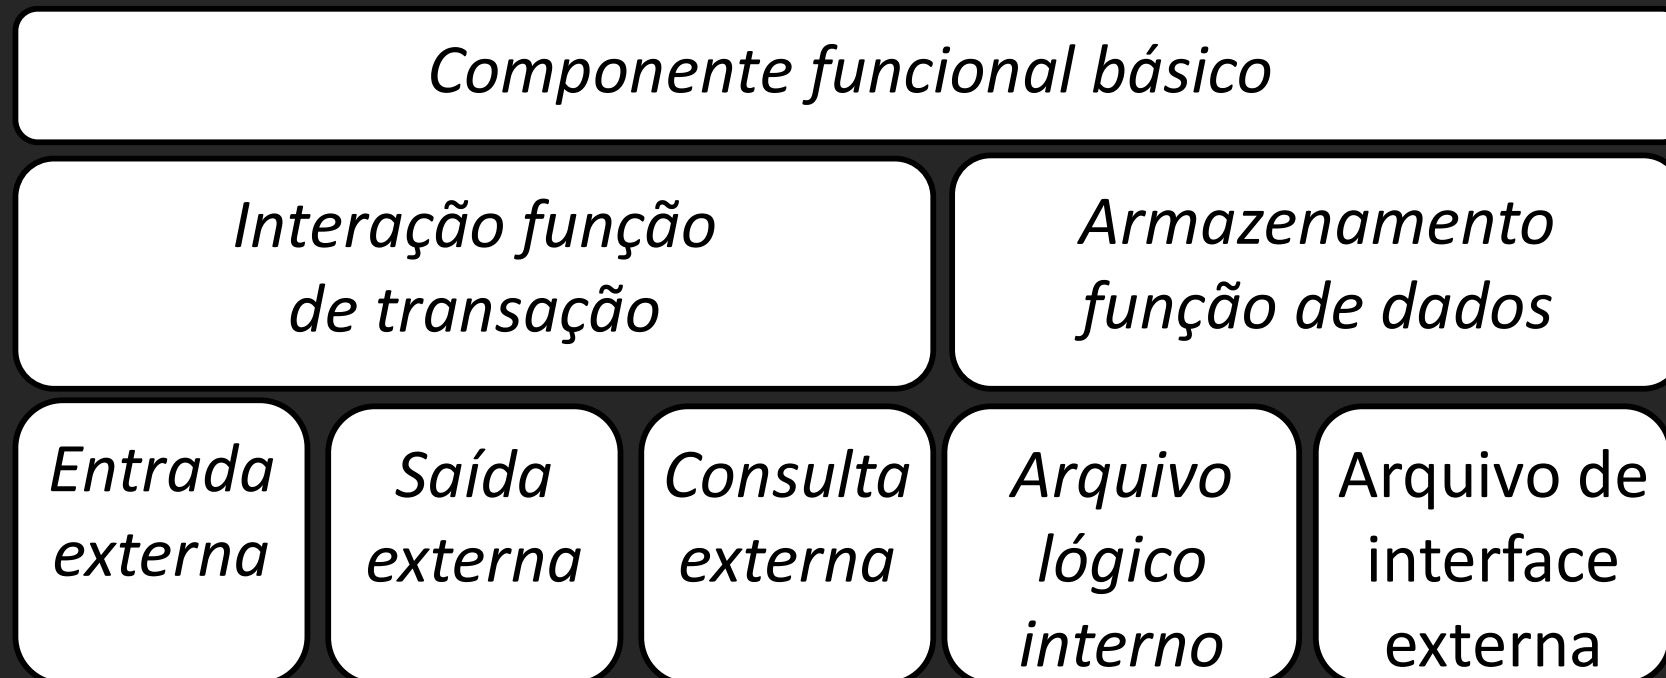 Componente funcional básico
Interação função
de transação
Armazenamento
função de dados
Entrada
externa
Saída
externa
Consulta
externa
Arquivo
lógico
interno
Arquivo de
interface
externa